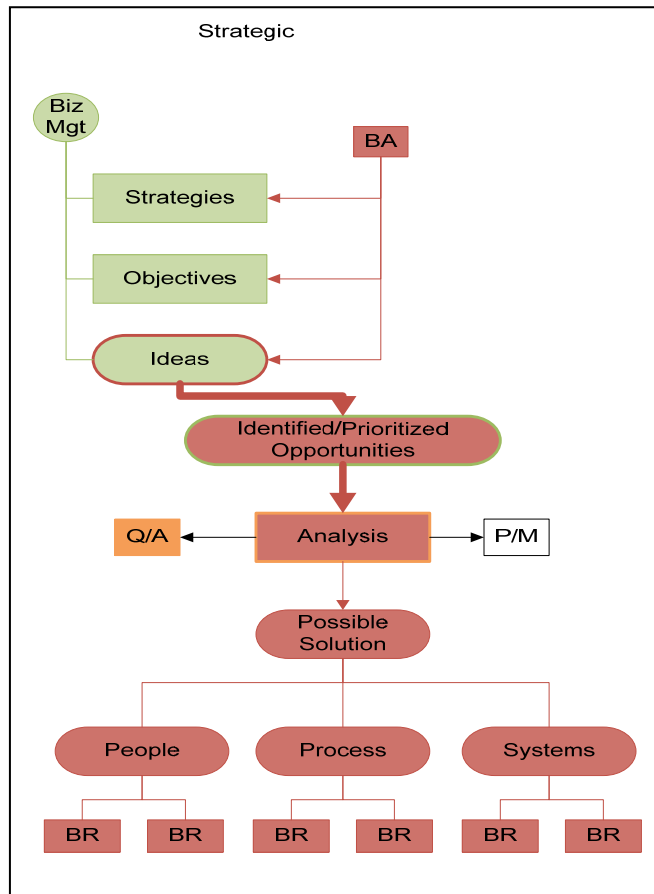 Strategic
Biz
Mgt
BA
Strategies
Objectives
Ideas
Identified/Prioritized
Opportunities
Q/A
Analysis
P/M
Possible
Solution
People
Process
Systems
BR
BR
BR
BR
BR
BR